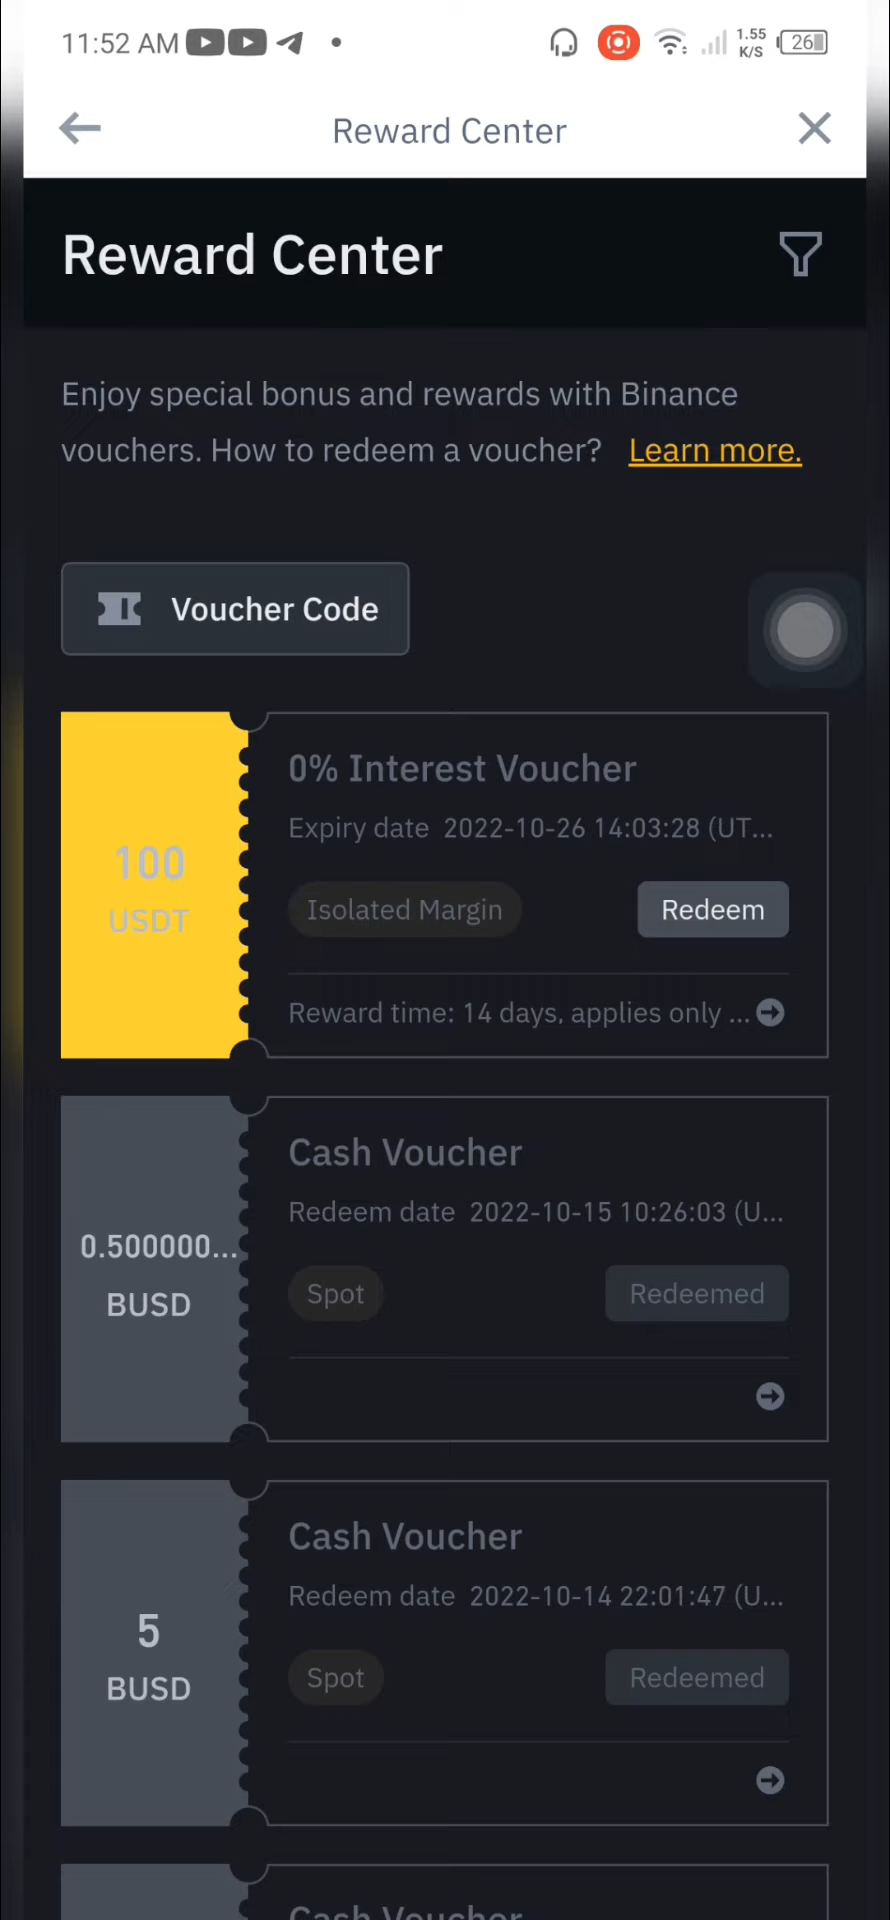 11:52 AM
1.55
K/S
26
Reward Center
Reward Center
Enjoy special bonus and rewards with Binance
vouchers. How to redeem a voucher? Learn more.
Voucher Code
100
USDT
0% Interest Voucher
Expiry date 2022-10-26 14:03:28 (UT...
Isolated Margin
Redeem
Reward time: 14 days, applies only ...
0.500000...
BUSD
Cash Voucher
Redeem date 2022-10-15 10:26:03 (U...
Spot
Redeemed
5
BUSD
Cash Voucher
Redeem date 2022-10-14 22:01:47 (U...
Spot
Redeemed
Cash Voucher